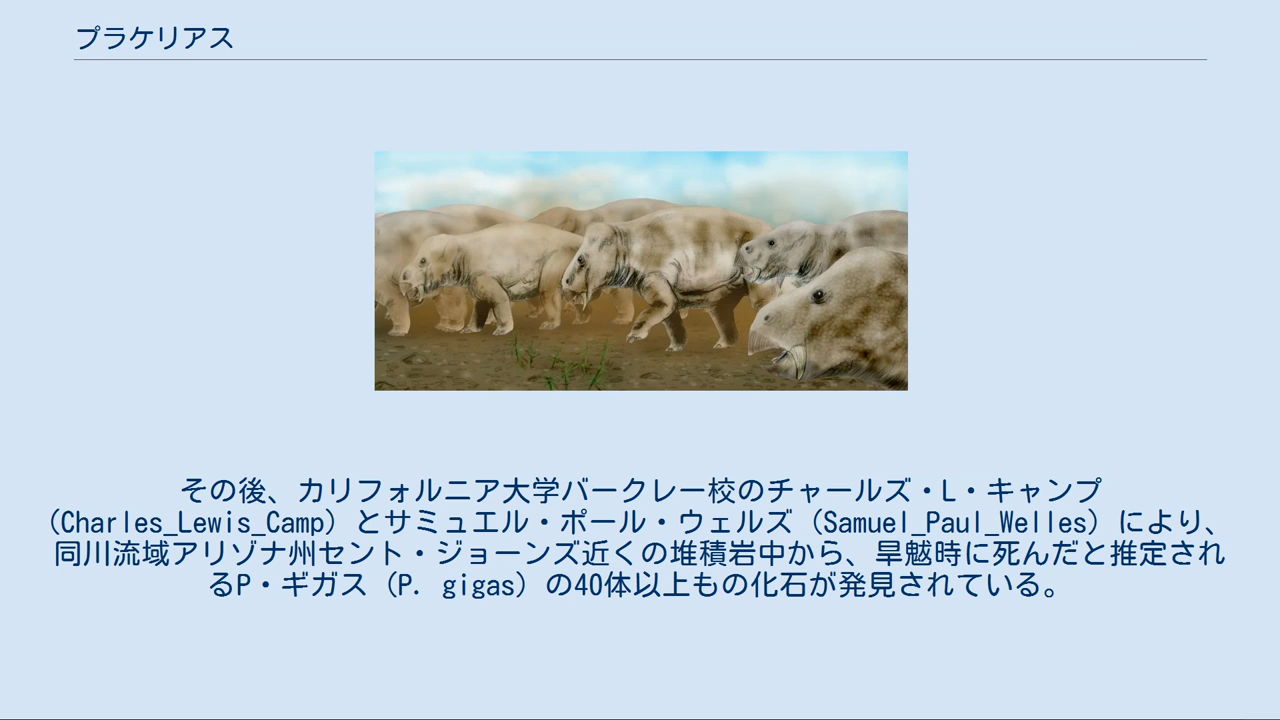 プラケリアス
その後、カリフォルニア大学バークレー校のチャールズ・L・キャンプ
（Charles_Lewis_Camp）とサミュエル・ポール・ウェルズ（Samuel_Paul_Welles）により、
同川流域アリゾナ州セント・ジョーンズ近くの堆積岩中から、旱魃時に死んだと推定され
るP・ギガス（P. gigas）の40体以上もの化石が発見されている。